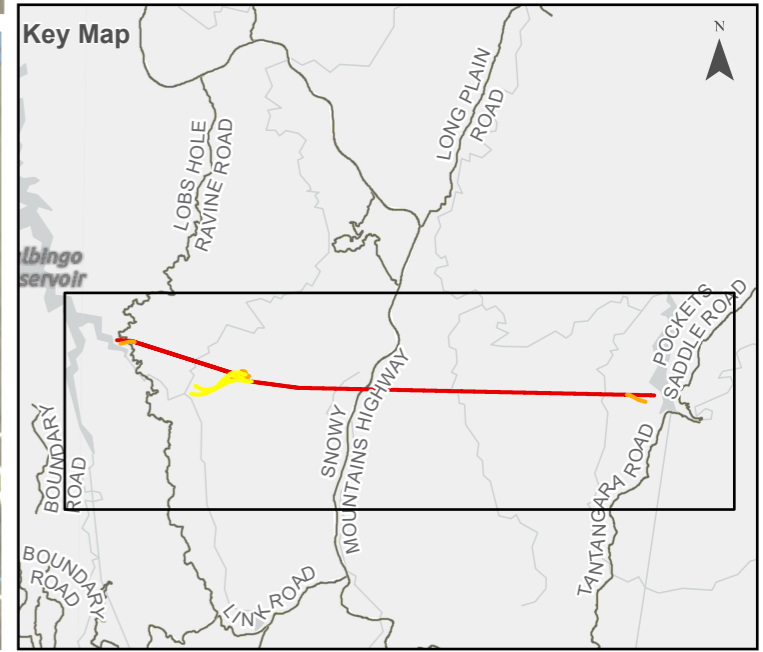 Key Map
N
LONG PLAIN
ROAD
LOBS HOLE
RAVINE ROAD
lbingo
servoir
POCKETS
SADDLE ROAD
SNOWY
MOUNTAINS HIGHWAY
BOUNDARY
ROAD
TANTANGARA ROAD
BOUNDARY
ROAD
LINK ROAD